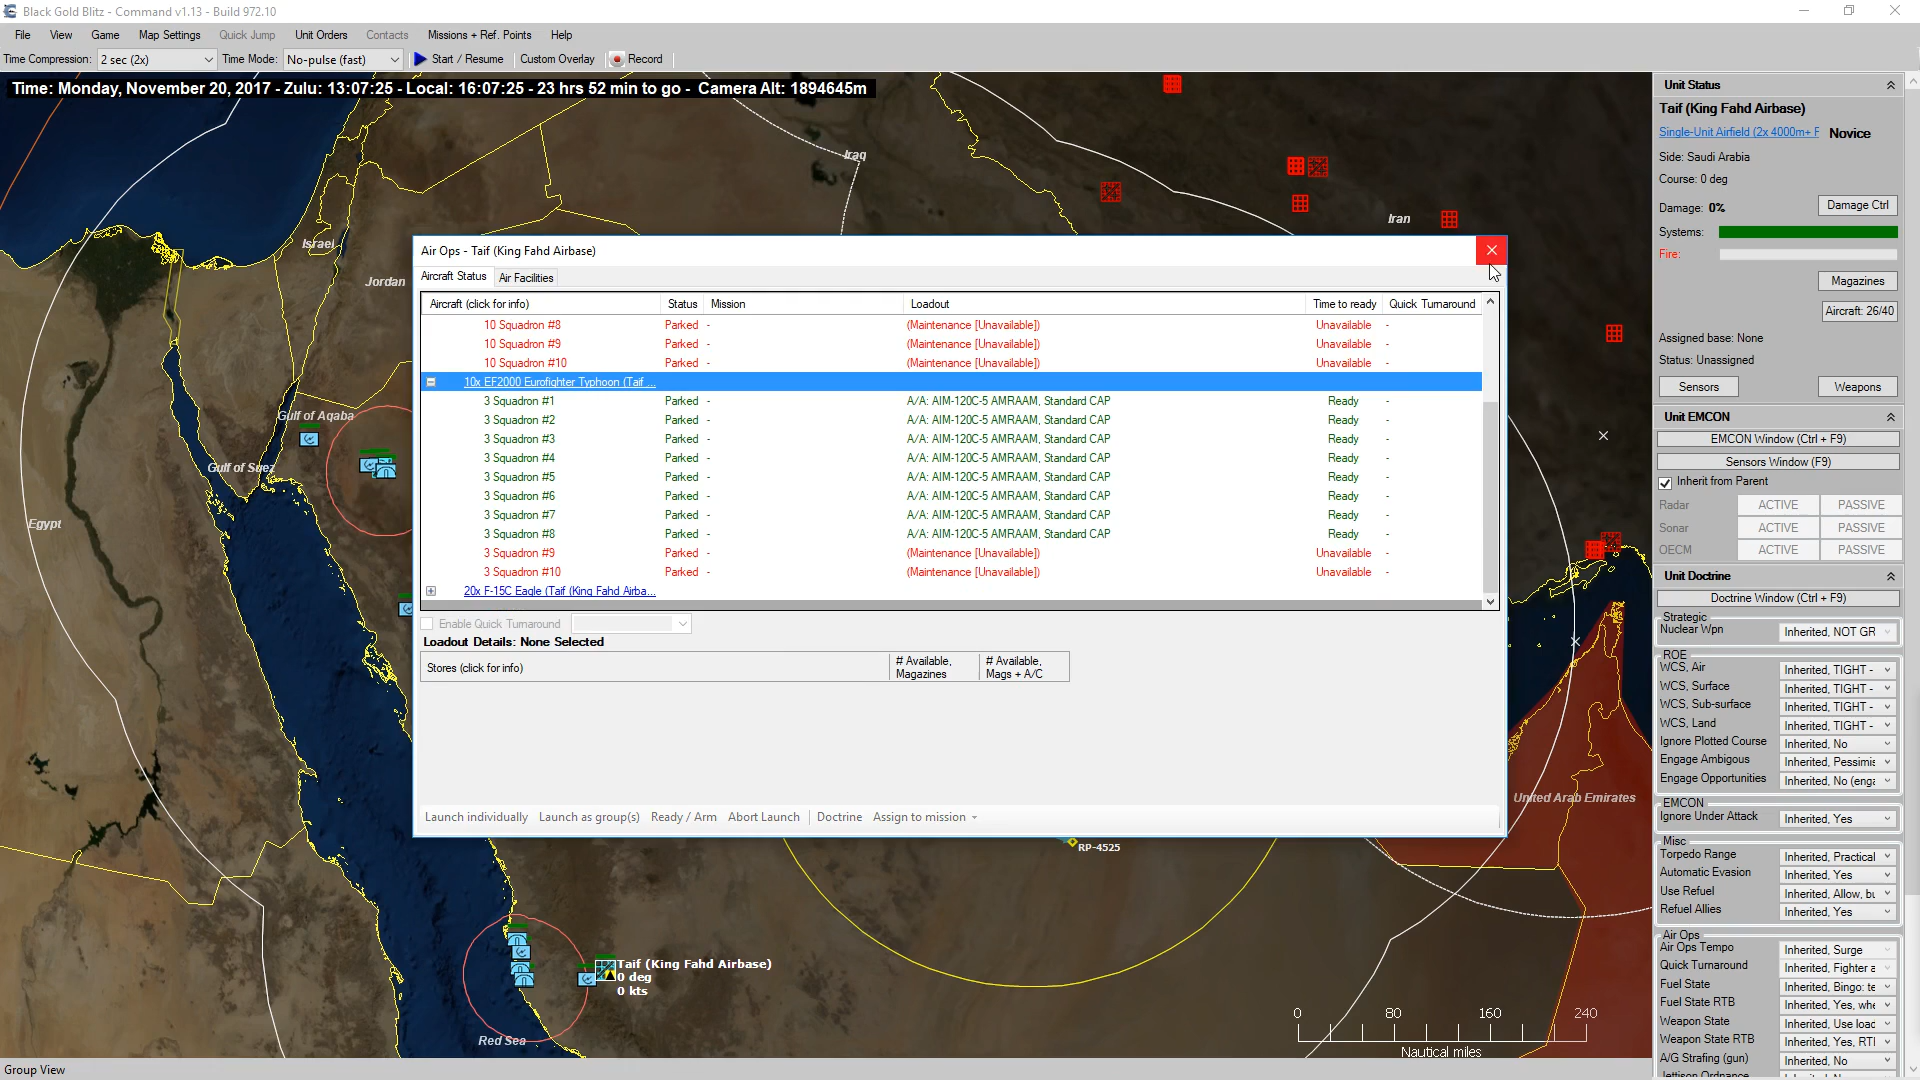 Black Gold Blitz - Command v1.13 - Build 972.10
File View Game Map Settings Quick Jump Unit Orders Contacts Missions + Ref. Points Help
Time Compression: 2 sec (2x) Time Mode: No-pulse (fast) Start / Resume Custom Overlay Record
Time: Monday, November 20, 2017 - Zulu: 13:07:25 - Local: 16:07:25 - 23 hrs 52 min to go - Camera Alt: 1894645m
Iraq
Iran
Israel
Jordan
Gulf of Aqaba
Gulf of Suez
Egypt
Red Sea
United Arab Emirates
RP-4525
Taif (King Fahd Airbase)
0 deg
0 kts
0 80 160 240
Nautical miles
Group View
Air Ops - Taif (King Fahd Airbase)
Aircraft Status Air Facilities
Aircraft (click for info) Status Mission Loadout Time to ready Quick Turnaround
10 Squadron #8 Parked - (Maintenance [Unavailable]) Unavailable -
10 Squadron #9 Parked - (Maintenance [Unavailable]) Unavailable -
10 Squadron #10 Parked - (Maintenance [Unavailable]) Unavailable -
10x EF2000 Eurofighter Typhoon (Taif ...
3 Squadron #1 Parked - A/A: AIM-120C-5 AMRAAM, Standard CAP Ready -
3 Squadron #2 Parked - A/A: AIM-120C-5 AMRAAM, Standard CAP Ready -
3 Squadron #3 Parked - A/A: AIM-120C-5 AMRAAM, Standard CAP Ready -
3 Squadron #4 Parked - A/A: AIM-120C-5 AMRAAM, Standard CAP Ready -
3 Squadron #5 Parked - A/A: AIM-120C-5 AMRAAM, Standard CAP Ready -
3 Squadron #6 Parked - A/A: AIM-120C-5 AMRAAM, Standard CAP Ready -
3 Squadron #7 Parked - A/A: AIM-120C-5 AMRAAM, Standard CAP Ready -
3 Squadron #8 Parked - A/A: AIM-120C-5 AMRAAM, Standard CAP Ready -
3 Squadron #9 Parked - (Maintenance [Unavailable]) Unavailable -
3 Squadron #10 Parked - (Maintenance [Unavailable]) Unavailable -
20x F-15C Eagle (Taif (King Fahd Airba...
Enable Quick Turnaround
Loadout Details: None Selected
Stores (click for info) # Available, Magazines # Available, Mags + A/C
Launch individually Launch as group(s) Ready / Arm Abort Launch Doctrine Assign to mission
Unit Status
Taif (King Fahd Airbase)
Single-Unit Airfield (2x 4000m+ F Novice
Side: Saudi Arabia
Course: 0 deg
Damage: 0% Damage Ctrl
Systems:
Fire:
Magazines
Aircraft: 26/40
Assigned base: None
Status: Unassigned
Sensors Weapons
Unit EMCON
EMCON Window (Ctrl + F9)
Sensors Window (F9)
Inherit from Parent
Radar ACTIVE PASSIVE
Sonar ACTIVE PASSIVE
OECM ACTIVE PASSIVE
Unit Doctrine
Doctrine Window (Ctrl + F9)
Strategic
Nuclear Wpn Inherited, NOT GR
ROE
WCS, Air Inherited, TIGHT -
WCS, Surface Inherited, TIGHT -
WCS, Sub-surface Inherited, TIGHT -
WCS, Land Inherited, TIGHT -
Ignore Plotted Course Inherited, No
Engage Ambigous Inherited, Pessimis
Engage Opportunities Inherited, No (enga
EMCON
Ignore Under Attack Inherited, Yes
Misc
Torpedo Range Inherited, Practical
Automatic Evasion Inherited, Yes
Use Refuel Inherited, Allow, bu
Refuel Allies Inherited, Yes
Air Ops
Air Ops Tempo Inherited, Surge
Quick Turnaround Inherited, Fighter a
Fuel State Inherited, Bingo: te
Fuel State RTB Inherited, Yes, whe
Weapon State Inherited, Use load
Weapon State RTB Inherited, Yes, RTI
A/G Strafing (gun) Inherited, No